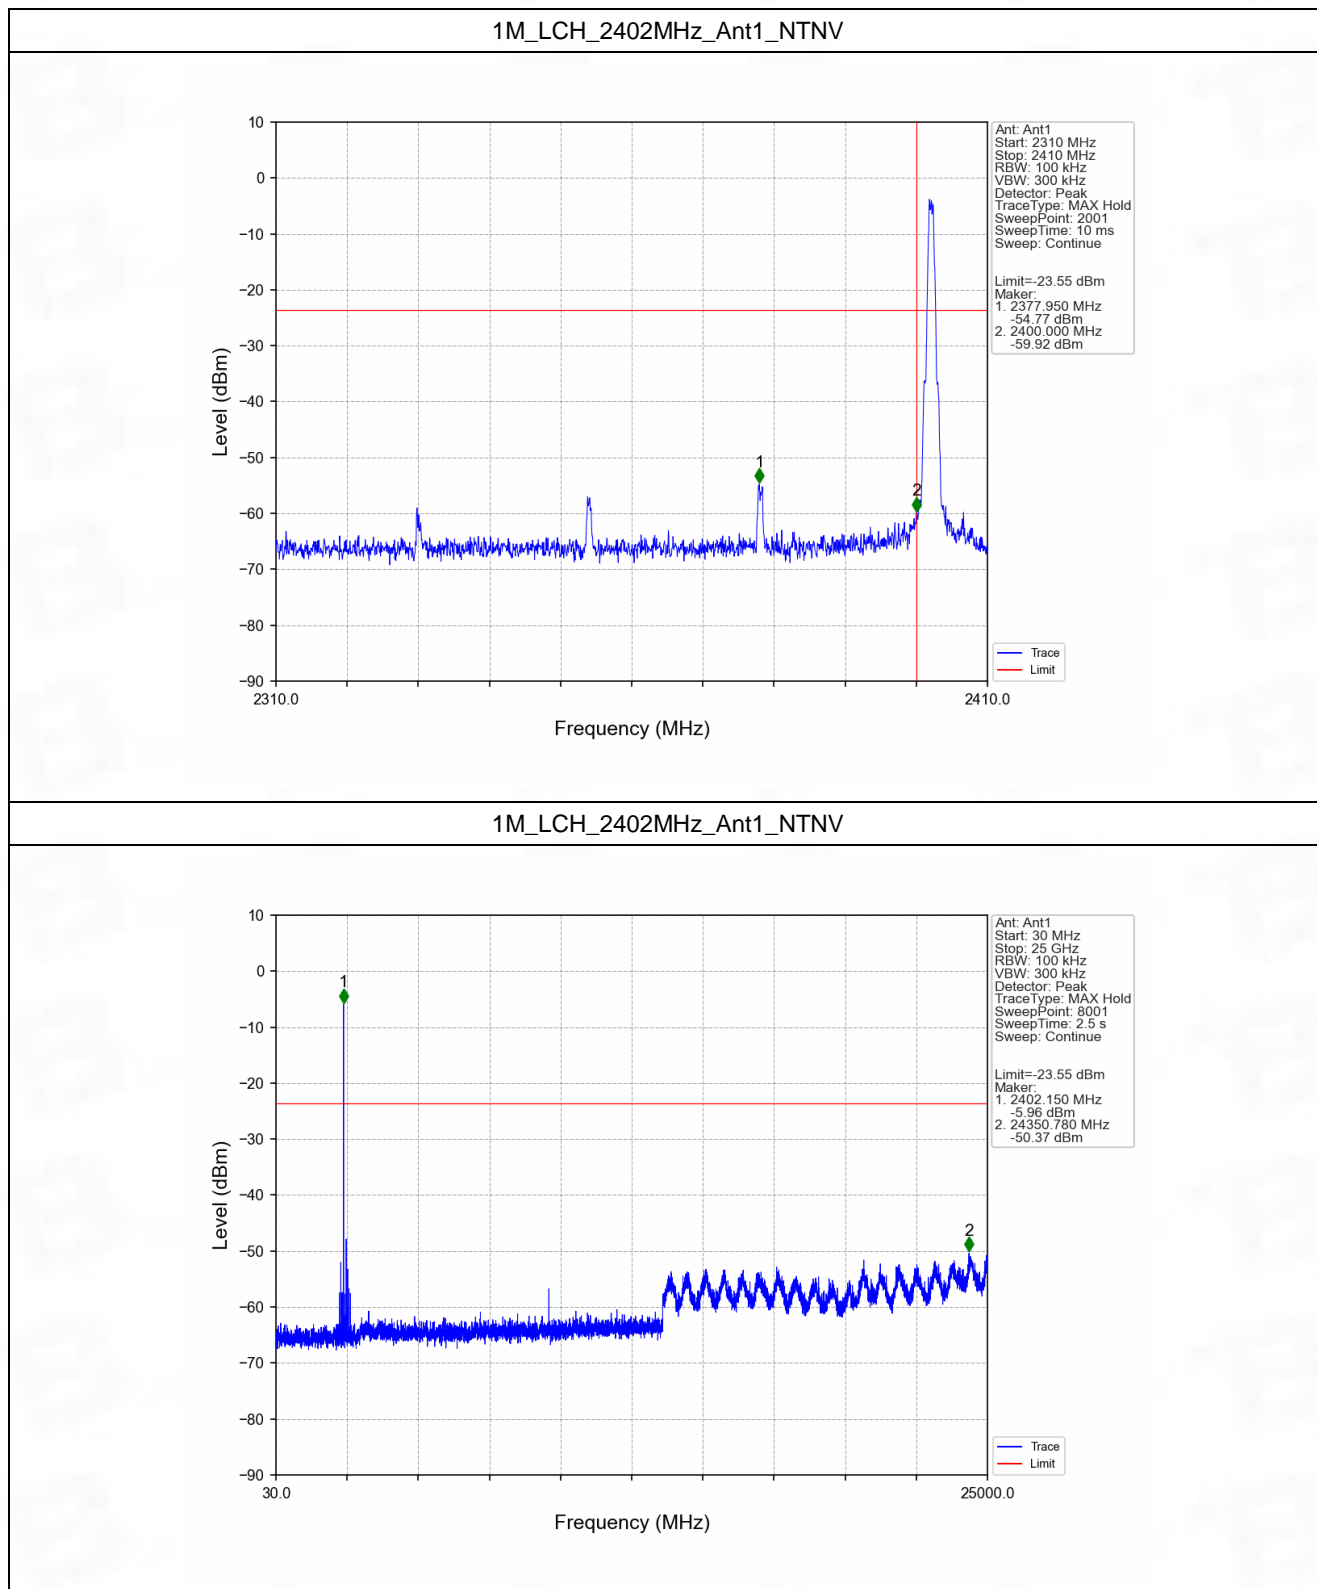 1M_LCH_2402MHz_Ant1_NTNV
10
0
−10
−20
−30
−40
−50
−60
−70
−80
−90
Level (dBm)
2310.0
2410.0
Frequency (MHz)
1
2
Ant: Ant1
Start: 2310 MHz
Stop: 2410 MHz
RBW: 100 kHz
VBW: 300 kHz
Detector: Peak
TraceType: MAX Hold
SweepPoint: 2001
SweepTime: 10 ms
Sweep: Continue
Limit=-23.55 dBm
Maker:
1. 2377.950 MHz
-54.77 dBm
2. 2400.000 MHz
-59.92 dBm
Trace
Limit
1M_LCH_2402MHz_Ant1_NTNV
10
0
−10
−20
−30
−40
−50
−60
−70
−80
−90
Level (dBm)
30.0
25000.0
Frequency (MHz)
1
2
Ant: Ant1
Start: 30 MHz
Stop: 25 GHz
RBW: 100 kHz
VBW: 300 kHz
Detector: Peak
TraceType: MAX Hold
SweepPoint: 8001
SweepTime: 2.5 s
Sweep: Continue
Limit=-23.55 dBm
Maker:
1. 2402.150 MHz
-5.96 dBm
2. 24350.780 MHz
-50.37 dBm
Trace
Limit